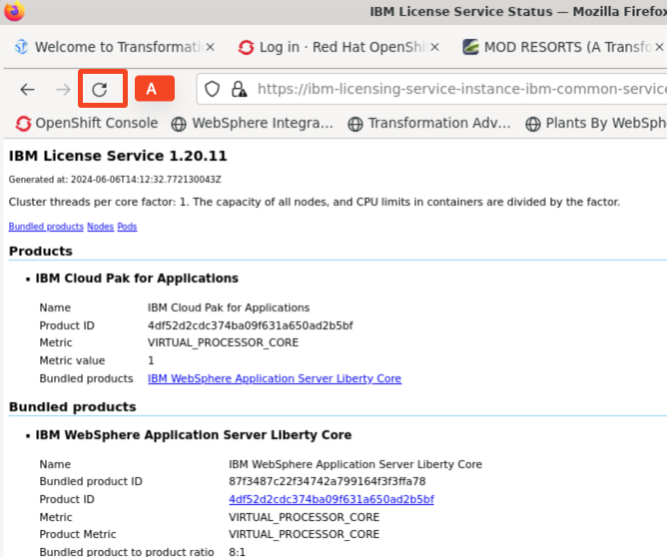 IBM License Service Status — Mozilla Firefox
Welcome to Transformati
Log in · Red Hat OpenShi
MOD RESORTS (A Transfo
A
https://ibm-licensing-service-instance-ibm-common-service
OpenShift Console
WebSphere Integra...
Transformation Adv...
Plants By WebSph
IBM License Service 1.20.11
Generated at: 2024-06-06T14:12:32.772130043Z
Cluster threads per core factor: 1. The capacity of all nodes, and CPU limits in containers are divided by the factor.
Bundled products Nodes Pods
Products
• IBM Cloud Pak for Applications
Name IBM Cloud Pak for Applications
Product ID 4df52d2cdc374ba09f631a650ad2b5bf
Metric VIRTUAL_PROCESSOR_CORE
Metric value 1
Bundled products IBM WebSphere Application Server Liberty Core
Bundled products
• IBM WebSphere Application Server Liberty Core
Name IBM WebSphere Application Server Liberty Core
Bundled product ID 87f3487c22f34742a799164f3f3ffa78
Product ID 4df52d2cdc374ba09f631a650ad2b5bf
Metric VIRTUAL_PROCESSOR_CORE
Product Metric VIRTUAL_PROCESSOR_CORE
Bundled product to product ratio 8:1